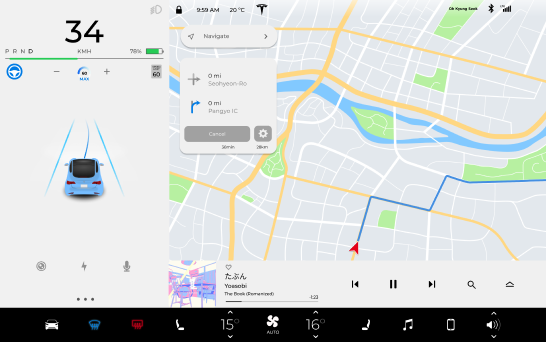 34
P R N D
KMH
76%
60
MAX
60
9:59 AM
20 °C
Oh Kyung Seok
Navigate
0 mi
Seohyeon-Ro
0 mi
Pangyo IC
Cancel
26min
28km
たぶん
Yoasobi
The Book (Romanized)
-1:23
15°
AUTO
16°